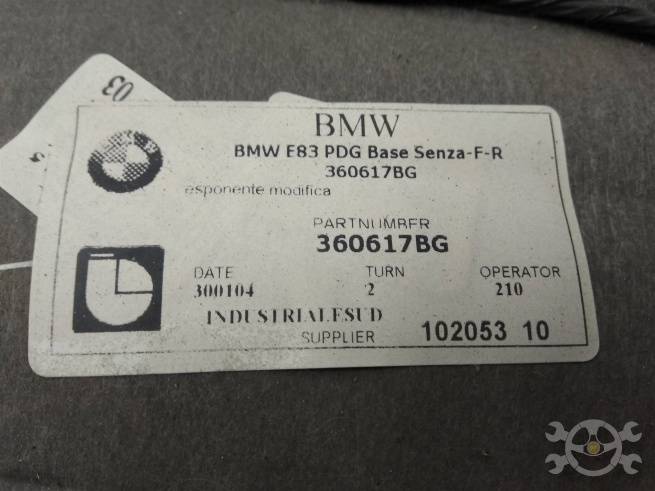 03
BMW
BMW E83 PDG Base Senza-F-R
360617BG
esponente modifica
PARTNUMBER
360617BG
DATE TURN OPERATOR
300104 2 210
INDUSTRIALESUD
SUPPLIER 102053 10